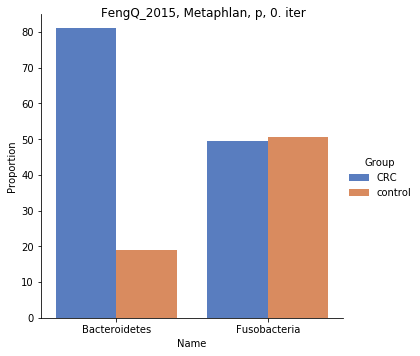 FengQ_2015, Metaphlan, p, 0. iter
80
70
60
50
40
30
20
10
0
Proportion
Bacteroidetes
Fusobacteria
Name
Group
CRC
control